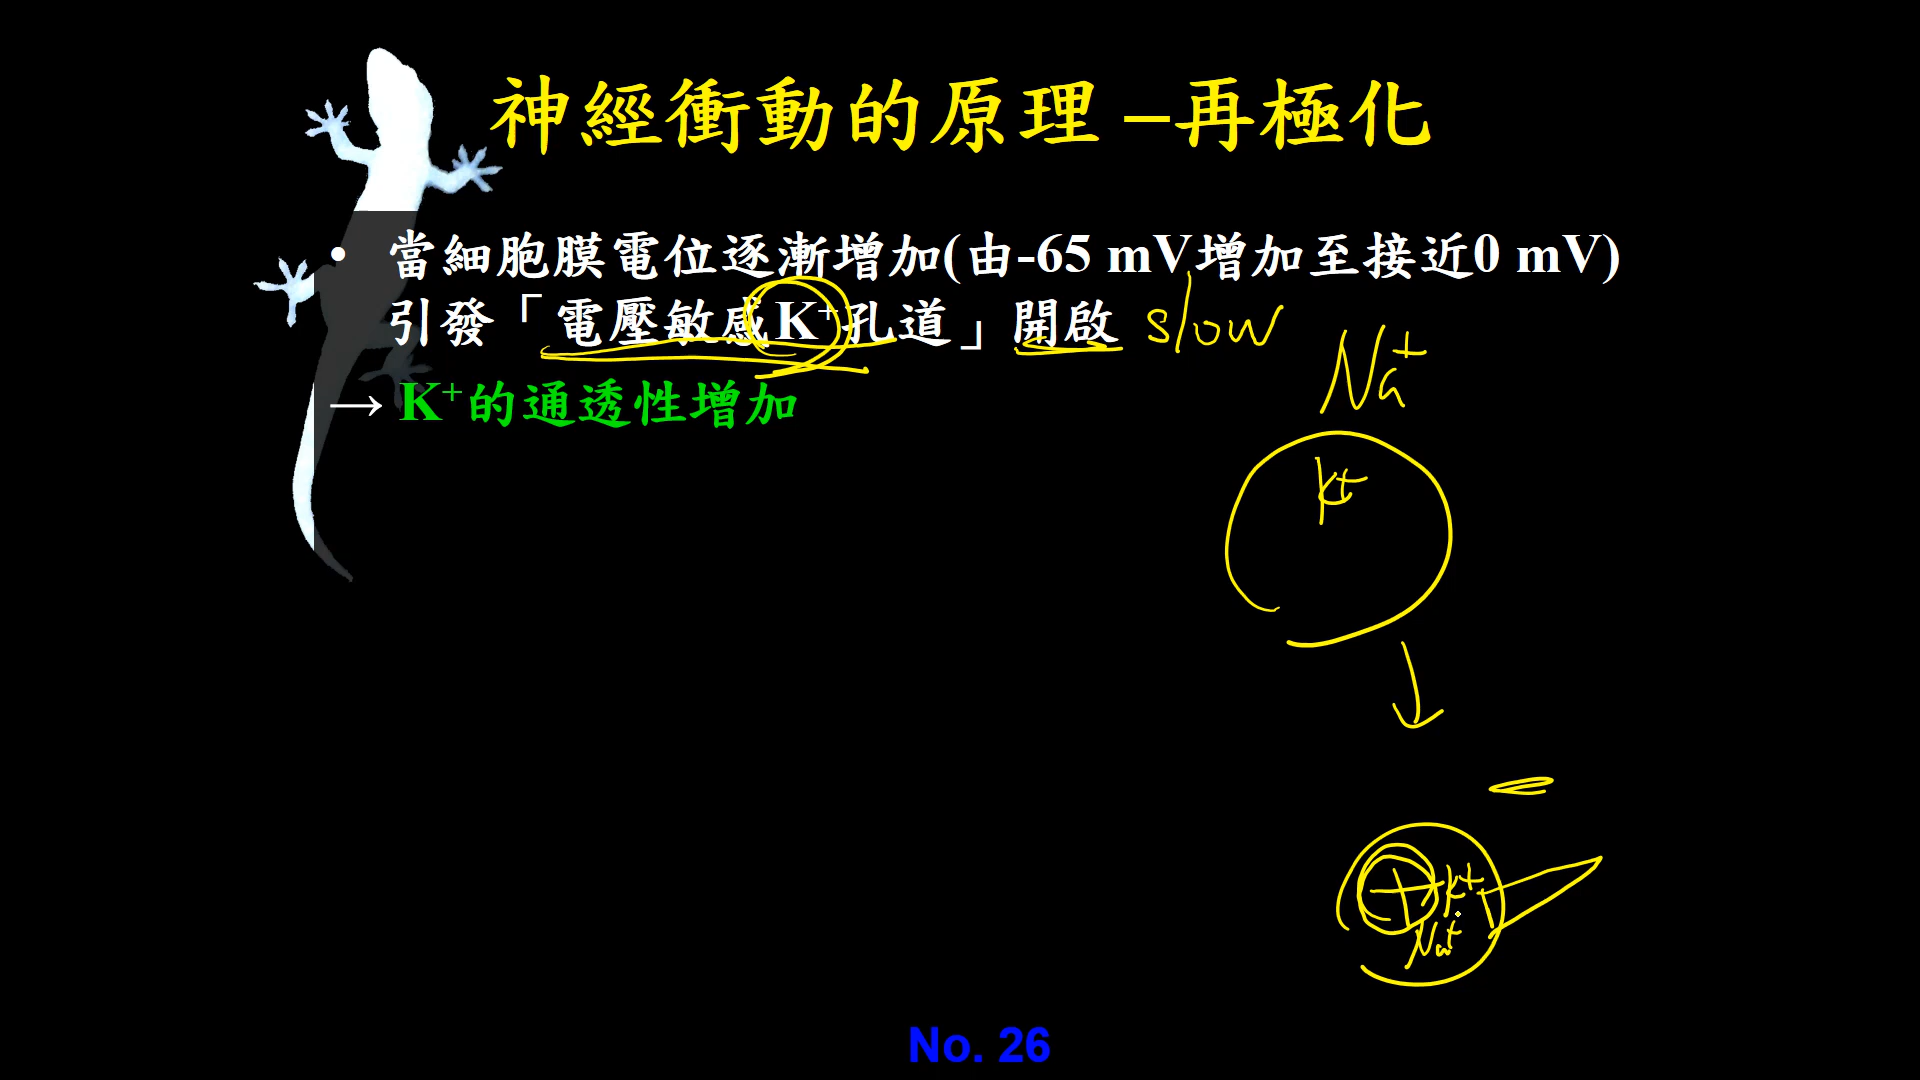 神經衝動的原理 –再極化
• 當細胞膜電位逐漸增加(由-65 mV增加至接近0 mV)
引發「電壓敏感K⁺孔道」開啟 slow
Na⁺
→ K⁺的通透性增加
K⁺
+ K⁺
Na⁺
No. 26